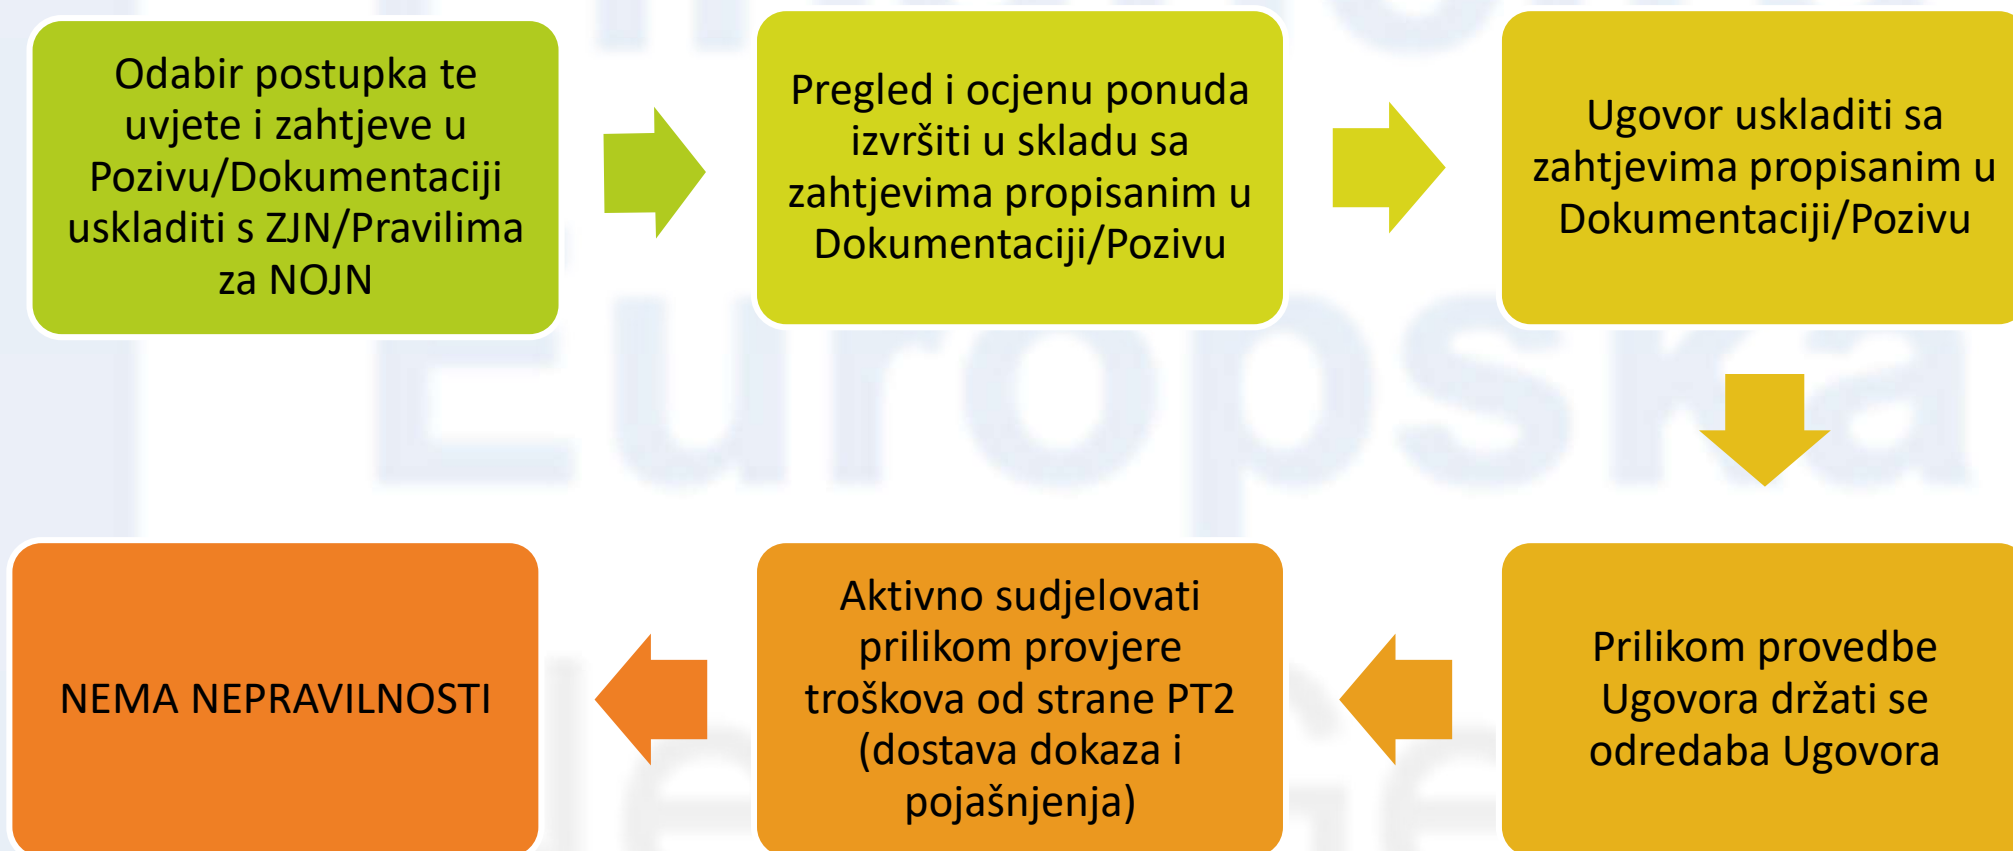 Odabir postupka te
uvjete i zahtjeve u
Pozivu/Dokumentaciji
uskladiti s ZJN/Pravilima
za NOJN
Pregled i ocjenu ponuda
izvršiti u skladu sa
zahtjevima propisanim u
Dokumentaciji/Pozivu
Ugovor uskladiti sa
zahtjevima propisanim u
Dokumentaciji/Pozivu
Europska
Prilikom provedbe
Ugovora držati se
odredaba Ugovora
Aktivno sudjelovati
prilikom provjere
troškova od strane PT2
(dostava dokaza i
pojašnjenja)
NEMA NEPRAVILNOSTI